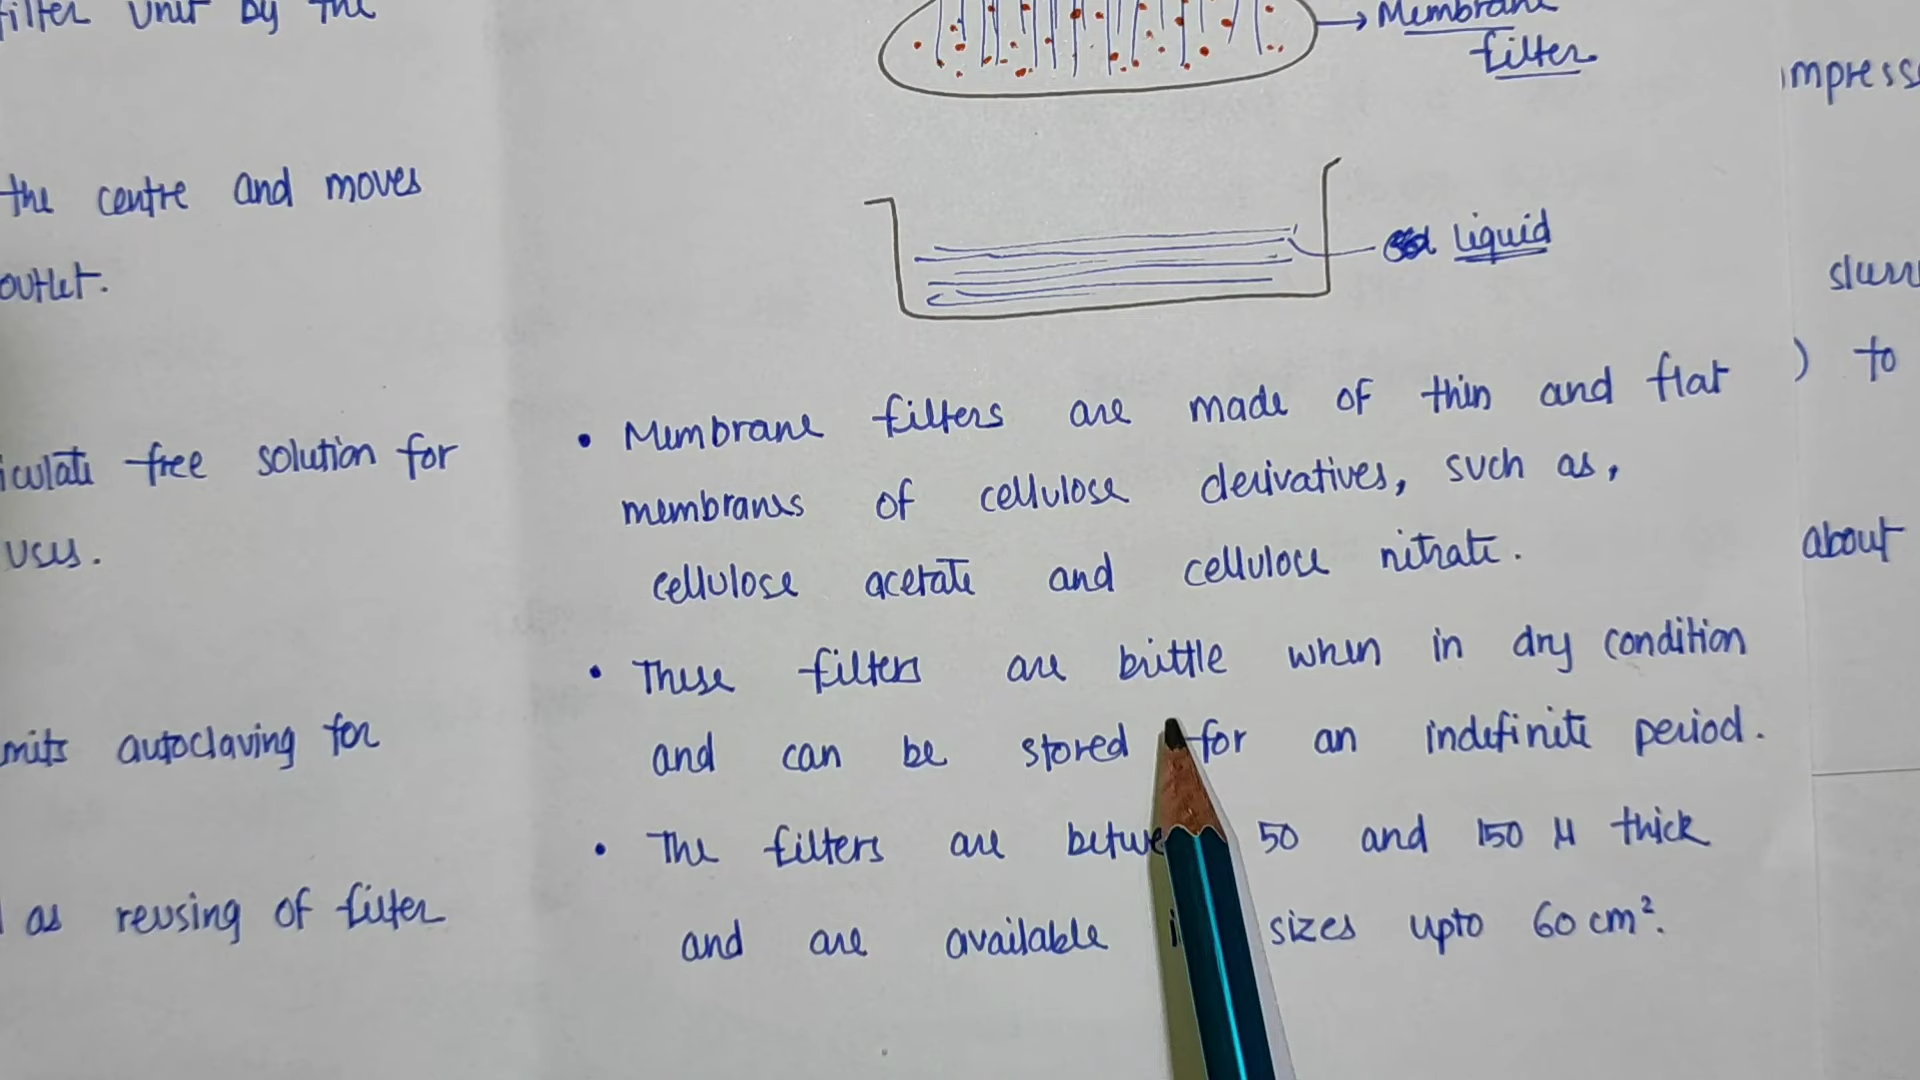 filter unit by the
the centre and moves
outlet.
iculate free solution for
uses.
mits autoclaving for
as reusing of filter
Membrane
filter
Liquid
• Membrane filters are made of thin and flat
membranes of cellulose derivatives, such as,
cellulose acetate and cellulose nitrate.
• These filters are brittle when in dry condition
and can be stored for an indefinite period.
• The filters are betwe 50 and 150 μ thick
and are available i sizes upto 60 cm².
impress
slurr
) to
about